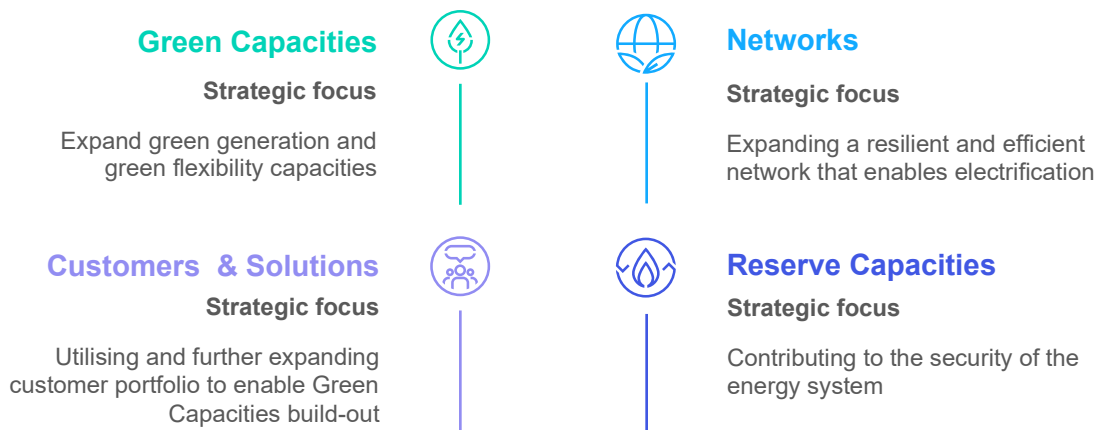 Green Capacities
Strategic focus
Expand green generation and
green flexibility capacities
Networks
Strategic focus
Expanding a resilient and efficient
network that enables electrification
Customers & Solutions
Strategic focus
Utilising and further expanding
customer portfolio to enable Green
Capacities build-out
Reserve Capacities
Strategic focus
Contributing to the security of the
energy system